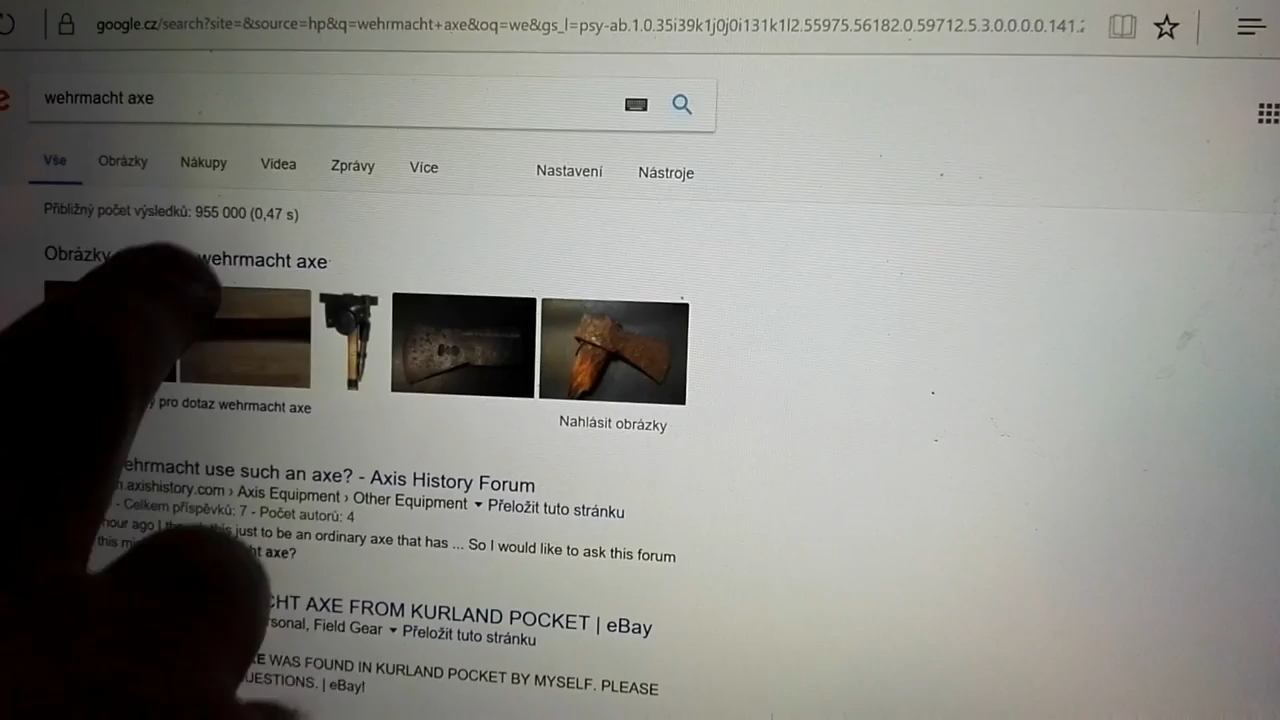 google.cz/search?site=&source=hp&q=wehrmacht+axe&oq=we&gs_l=psy-ab.1.0.35i39k1j0j0i131k1l2.55975.56182.0.59712.5.3.0.0.0.0.141.
wehrmacht axe
Vše Obrázky Nákupy Videa Zprávy Více Nastavení Nástroje
Přibližný počet výsledků: 955 000 (0,47 s)
Obrázky wehrmacht axe
pro dotaz wehrmacht axe
Nahlásit obrázky
ehrmacht use such an axe? - Axis History Forum
.axishistory.com › Axis Equipment › Other Equipment Přeložit tuto stránku
- Celkem příspěvků: 7 - Počet autorů: 4
hour ago I this just to be an ordinary axe that has ... So I would like to ask this forum
this axe?
CHT AXE FROM KURLAND POCKET | eBay
rsonal, Field Gear Přeložit tuto stránku
WAS FOUND IN KURLAND POCKET BY MYSELF. PLEASE
UESTIONS. | eBay!